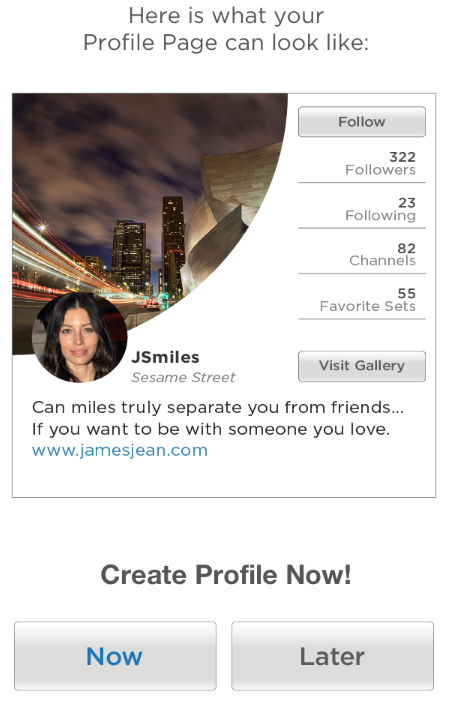 Here is what your
Profile Page can look like:
Follow
322
Followers
23
Following
82
Channels
55
Favorite Sets
JSmiles
Sesame Street
Visit Gallery
Can miles truly separate you from friends...
If you want to be with someone you love.
www.jamesjean.com
Create Profile Now!
Now
Later